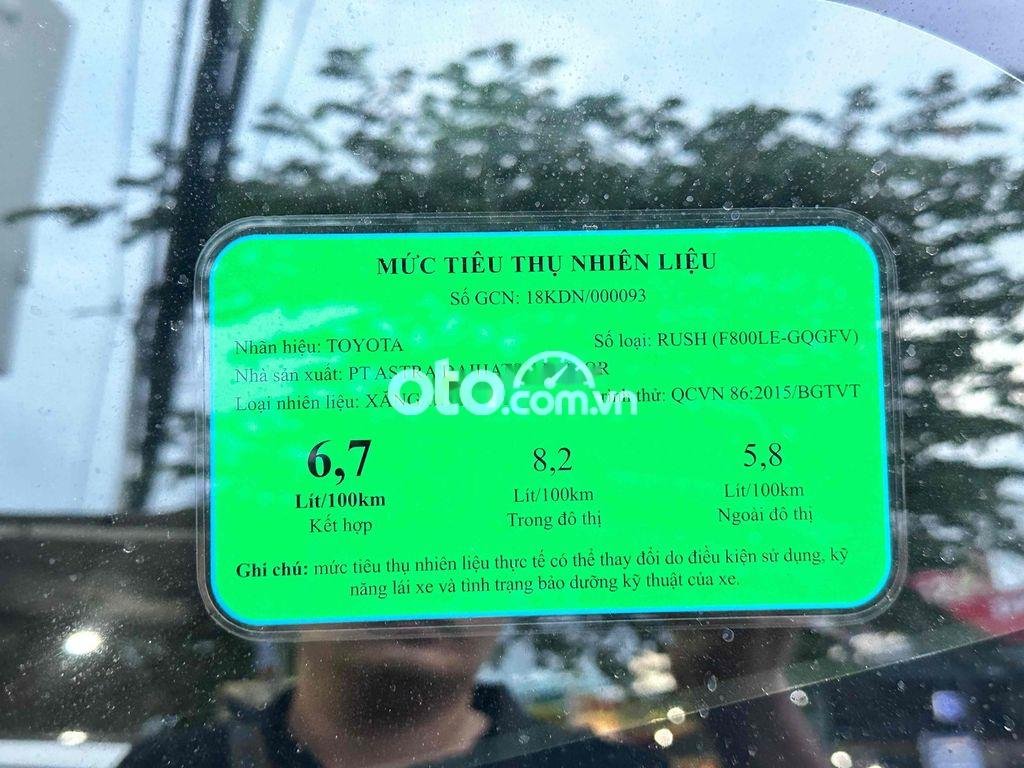 MỨC TIÊU THỤ NHIÊN LIỆU
Số GCN: 18KDN/000093
Nhãn hiệu: TOYOTA
Số loại: RUSH (F800LE-GQGFV)
Nhà sản xuất: PT ASTRA
Loại nhiên liệu: XĂNG
thử: QCVN 86:2015/BGTVT
oto.com.vn
6,7
Lít/100km
Kết hợp
8,2
Lít/100km
Trong đô thị
5,8
Lít/100km
Ngoài đô thị
Ghi chú: mức tiêu thụ nhiên liệu thực tế có thể thay đổi do điều kiện sử dụng, kỹ
năng lái xe và tình trạng bảo dưỡng kỹ thuật của xe.